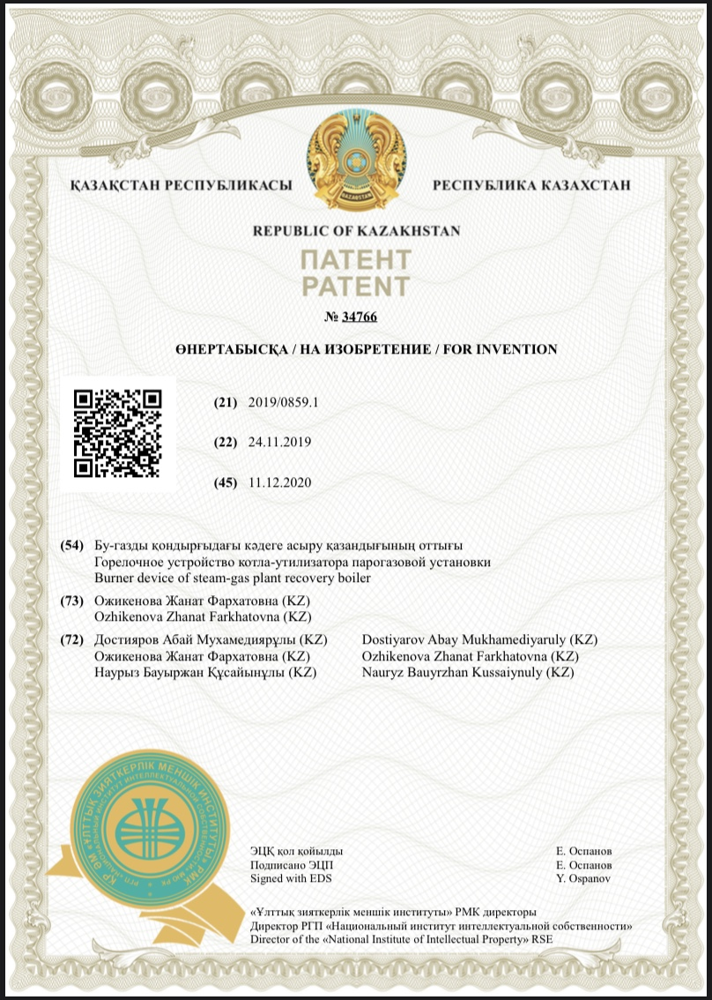 ҚАЗАҚСТАН РЕСПУБЛИКАСЫ
РЕСПУБЛИКА КАЗАХСТАН
QAZAQSTAN
REPUBLIC OF KAZAKHSTAN
ПАТЕНТ
PATENT
№ 34766
ӨНЕРТАБЫСҚА / НА ИЗОБРЕТЕНИЕ / FOR INVENTION
(21) 2019/0859.1
(22) 24.11.2019
(45) 11.12.2020
(54) Бу-газды қондырғыдағы кәдеге асыру қазандығының оттығы
Горелочное устройство котла-утилизатора парогазовой установки
Burner device of steam-gas plant recovery boiler
(73) Ожикенова Жанат Фархатовна (KZ)
Ozhikenova Zhanat Farkhatovna (KZ)
(72) Достияров Абай Мухамедиярұлы (KZ) Dostiyarov Abay Mukhamediyaruly (KZ)
Ожикенова Жанат Фархатовна (KZ) Ozhikenova Zhanat Farkhatovna (KZ)
Наурыз Бауыржан Құсайынұлы (KZ) Nauryz Bauyrzhan Kussaiynuly (KZ)
ҚР ӘМ «ҰЛТТЫҚ ЗИЯТКЕРЛІК МЕНШІК ИНСТИТУТЫ» РМК
РГП «НАЦИОНАЛЬНЫЙ ИНСТИТУТ ИНТЕЛЛЕКТУАЛЬНОЙ СОБСТВЕННОСТИ» МЮ РК
ЭЦҚ қол қойылды Е. Оспанов
Подписано ЭЦП Е. Оспанов
Signed with EDS Y. Ospanov
«Ұлттық зияткерлік меншік институты» РМК директоры
Директор РГП «Национальный институт интеллектуальной собственности»
Director of the «National Institute of Intellectual Property» RSE